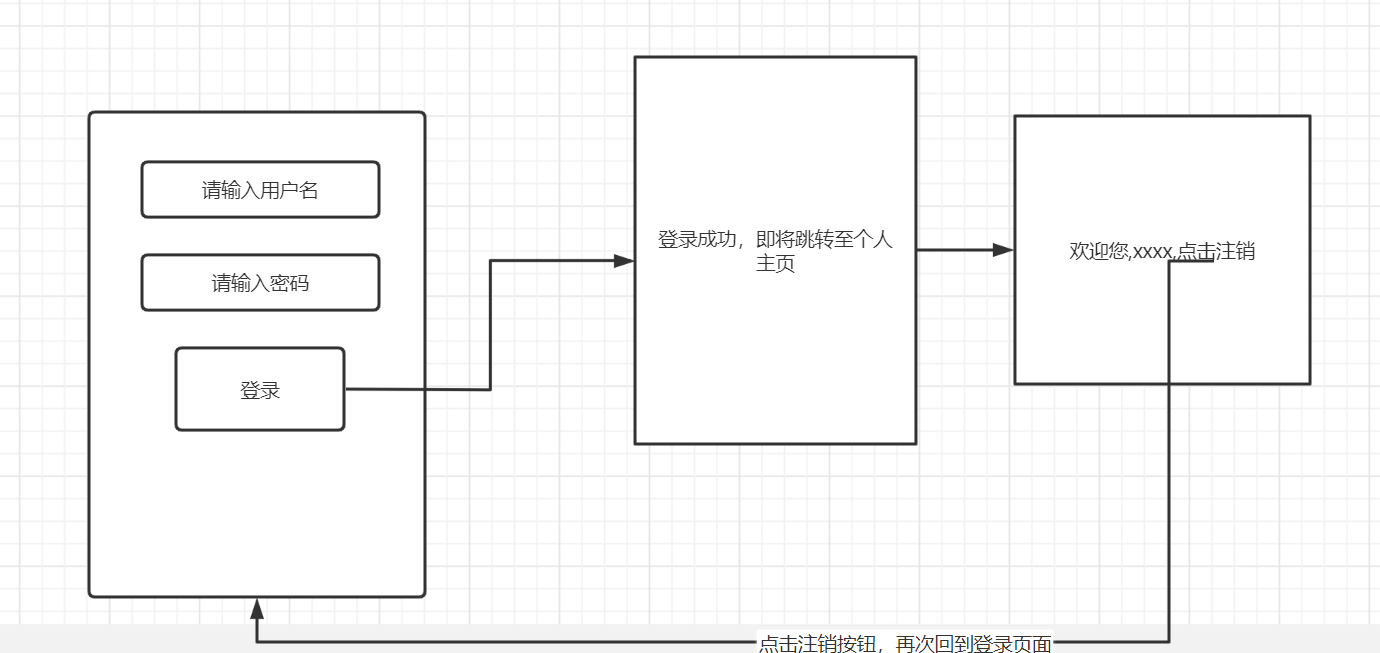 请输入用户名
请输入密码
登录
登录成功，即将跳转至个人
主页
欢迎您,xxxx,点击注销
点击注销按钮，再次回到登录页面